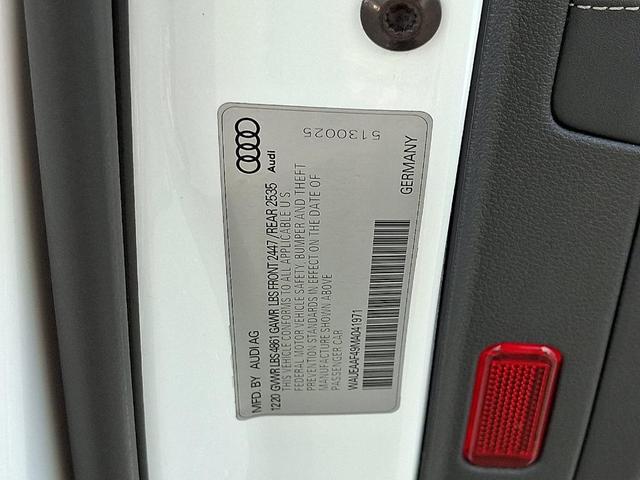 MFD. BY AUDI AG
12 20 GVWR LBS 4861 GAWR LBS FRONT 2447 / REAR 2535
THIS VEHICLE CONFORMS TO ALL APPLICABLE U S
FEDERAL MOTOR VEHICLE SAFETY, BUMPER AND THEFT
PREVENTION STANDARDS IN EFFECT ON THE DATE OF
MANUFACTURE SHOWN ABOVE
PASSENGER CAR
WAUEAAF49MA041971
Audi
5130025
GERMANY